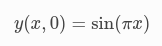 y(x, 0) = sin(πx)